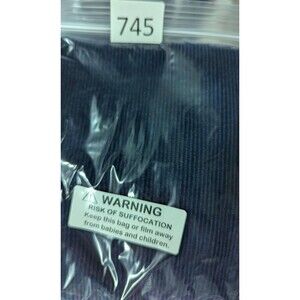 745
WARNING
RISK OF SUFFOCATION
Keep this bag or film away
from babies and children.